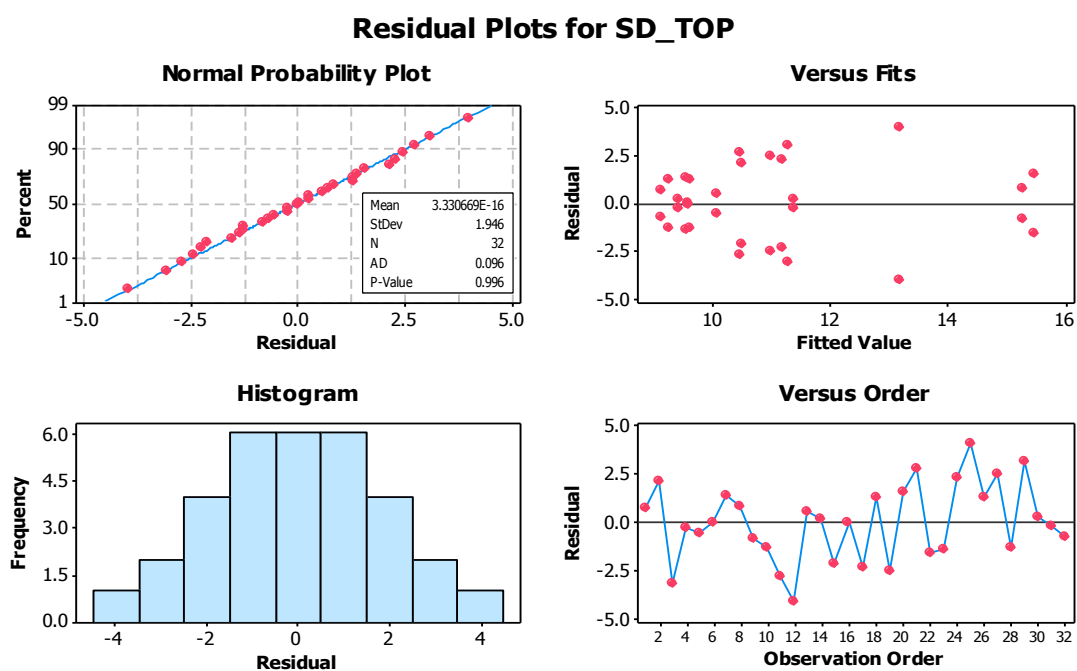 Residual Plots for SD_TOP
Normal Probability Plot
Percent
99
90
50
10
1
-5.0 -2.5 0.0 2.5 5.0
Residual
Mean 3.330669E-16
StDev 1.946
N 32
AD 0.096
P-Value 0.996
Versus Fits
Residual
5.0
2.5
0.0
-2.5
-5.0
10 12 14 16
Fitted Value
Histogram
Frequency
6.0
4.5
3.0
1.5
0.0
-4 -2 0 2 4
Residual
Versus Order
Residual
5.0
2.5
0.0
-2.5
-5.0
2 4 6 8 10 12 14 16 18 20 22 24 26 28 30 32
Observation Order